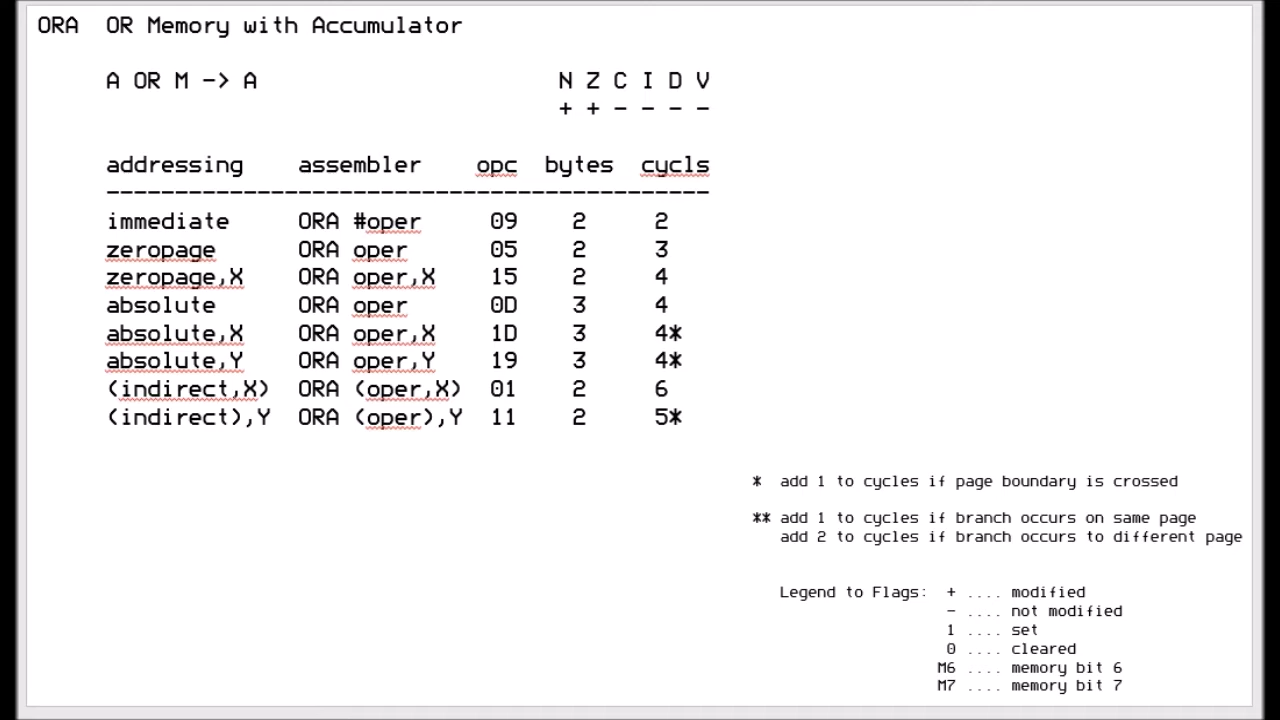 ORA  OR Memory with Accumulator
A OR M -> A    N Z C I D V
+ + - - - -
addressing    assembler    opc  bytes  cycls
--------------------------------------------
immediate     ORA #oper     09    2     2
zeropage      ORA oper      05    2     3
zeropage,X    ORA oper,X    15    2     4
absolute      ORA oper      0D    3     4
absolute,X    ORA oper,X    1D    3     4*
absolute,Y    ORA oper,Y    19    3     4*
(indirect,X)  ORA (oper,X)  01    2     6
(indirect),Y  ORA (oper),Y  11    2     5*
*  add 1 to cycles if page boundary is crossed
** add 1 to cycles if branch occurs on same page
add 2 to cycles if branch occurs to different page
Legend to Flags:  + .... modified
- .... not modified
1 .... set
0 .... cleared
M6 .... memory bit 6
M7 .... memory bit 7